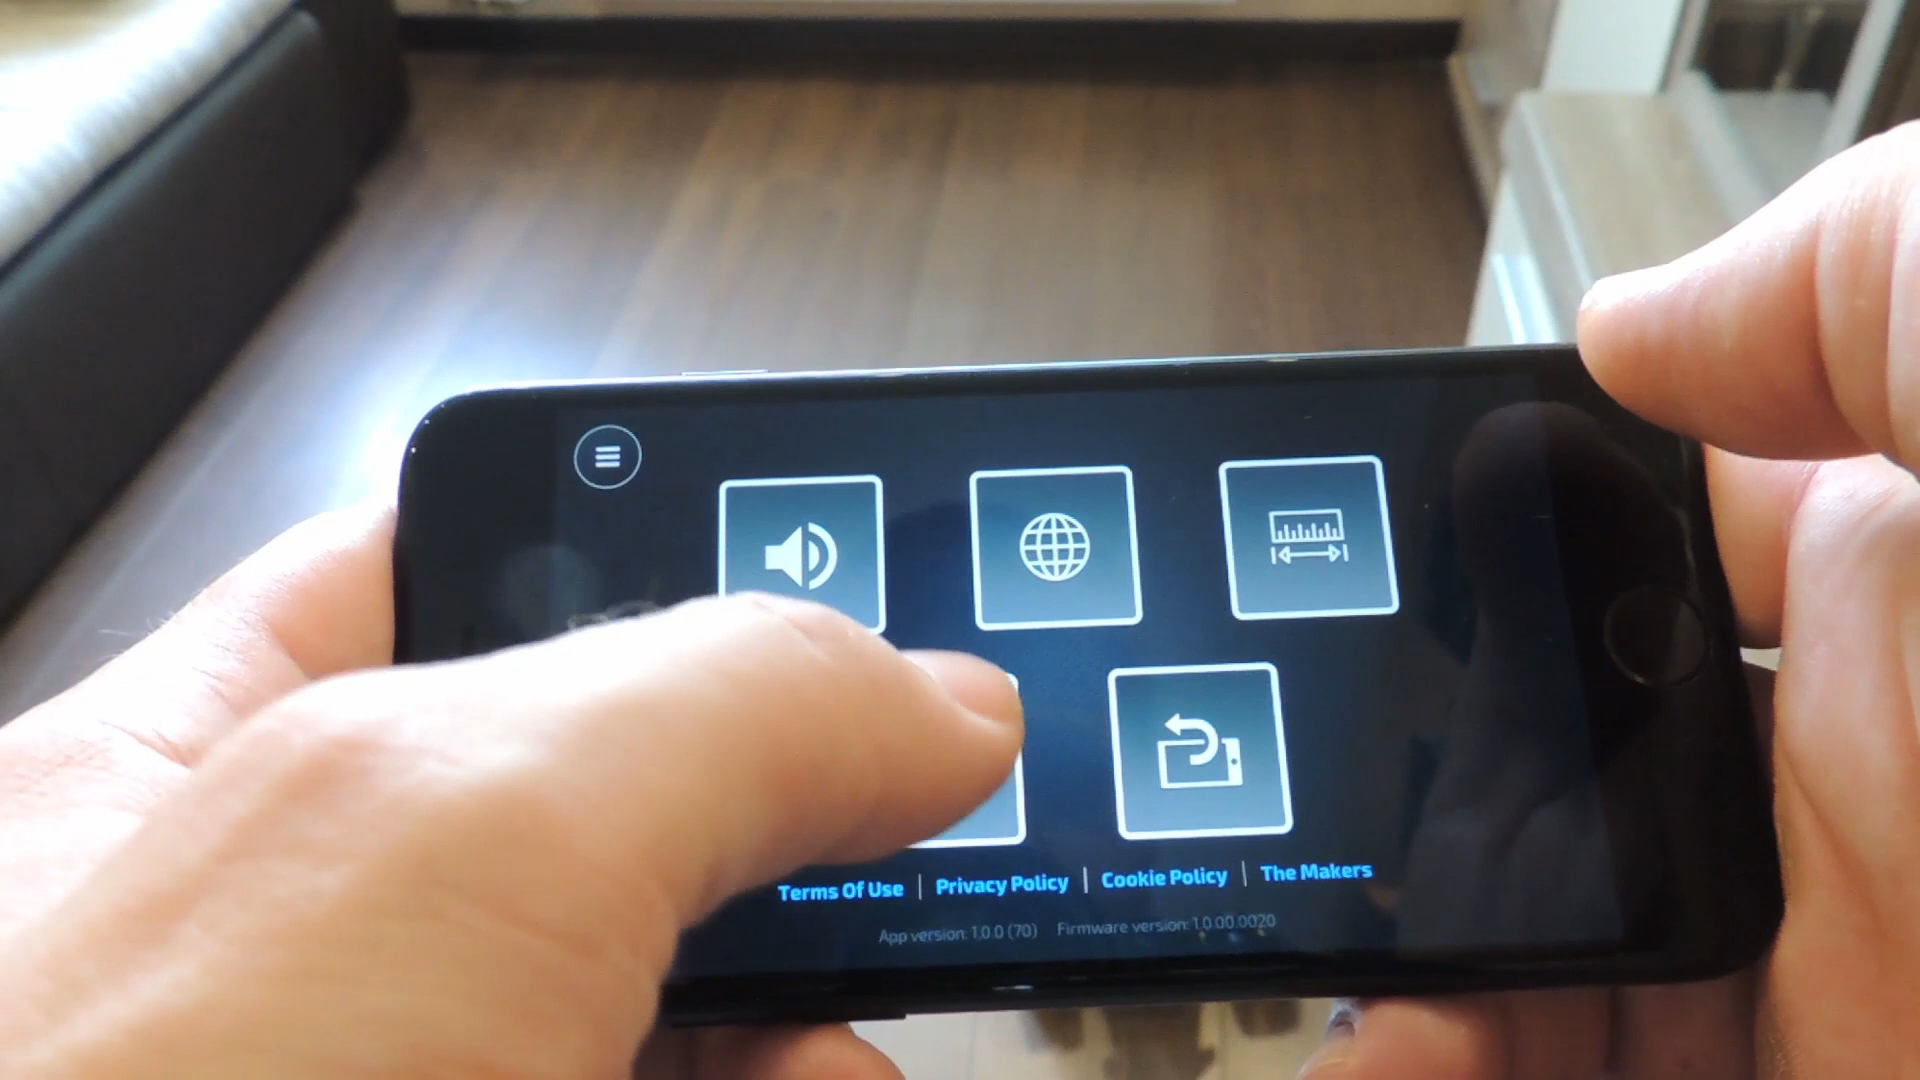 Terms Of Use | Privacy Policy | Cookie Policy | The Makers
App version: 1.0.0 (70) Firmware version: 1.0.00.0020